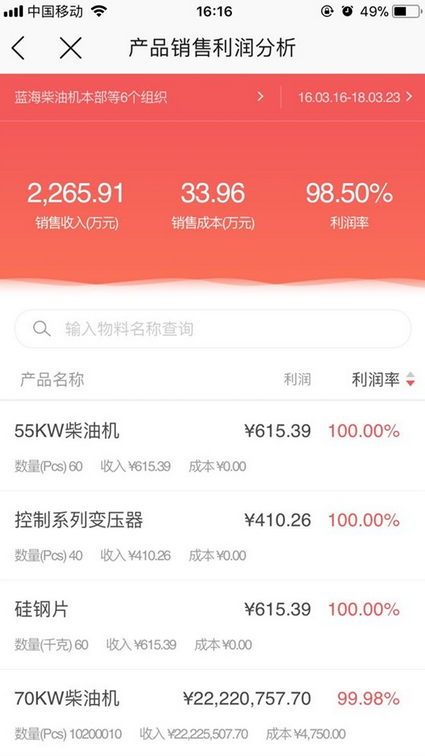 中国移动 16:16 49%
产品销售利润分析
蓝海柴油机本部等6个组织 16.03.16-18.03.23
2,265.91 33.96 98.50%
销售收入(万元) 销售成本(万元) 利润率
输入物料名称查询
产品名称 利润 利润率
55KW柴油机 ¥615.39 100.00%
数量(Pcs) 60 收入 ¥615.39 成本 ¥0.00
控制系列变压器 ¥410.26 100.00%
数量(Pcs) 40 收入 ¥410.26 成本 ¥0.00
硅钢片 ¥615.39 100.00%
数量(千克) 60 收入 ¥615.39 成本 ¥0.00
70KW柴油机 ¥22,220,757.70 99.98%
数量(Pcs) 10200010 收入 ¥22,225,507.70 成本 ¥4,750.00